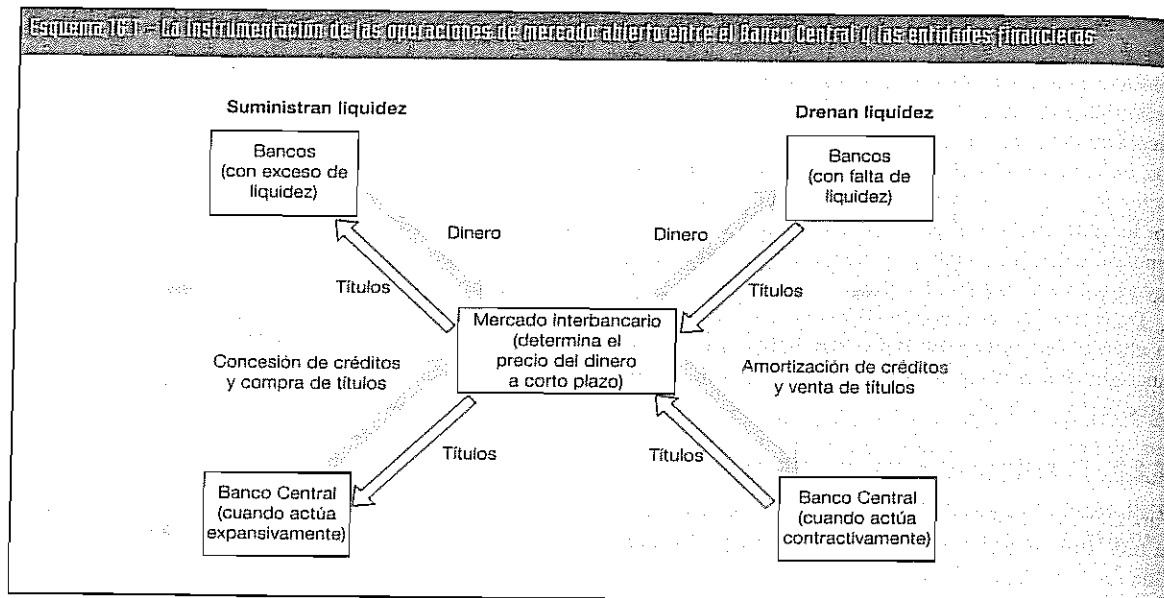 Esquema 16.1 – La instrumentación de las operaciones de mercado abierto entre el Banco Central y las entidades financieras
Suministran liquidez
Drenan liquidez
Bancos
(con exceso de
liquidez)
Bancos
(con falta de
liquidez)
Dinero
Dinero
Títulos
Títulos
Mercado interbancario
(determina el
precio del dinero
a corto plazo)
Concesión de créditos
y compra de títulos
Amortización de créditos
y venta de títulos
Títulos
Títulos
Banco Central
(cuando actúa
expansivamente)
Banco Central
(cuando actúa
contractivamente)